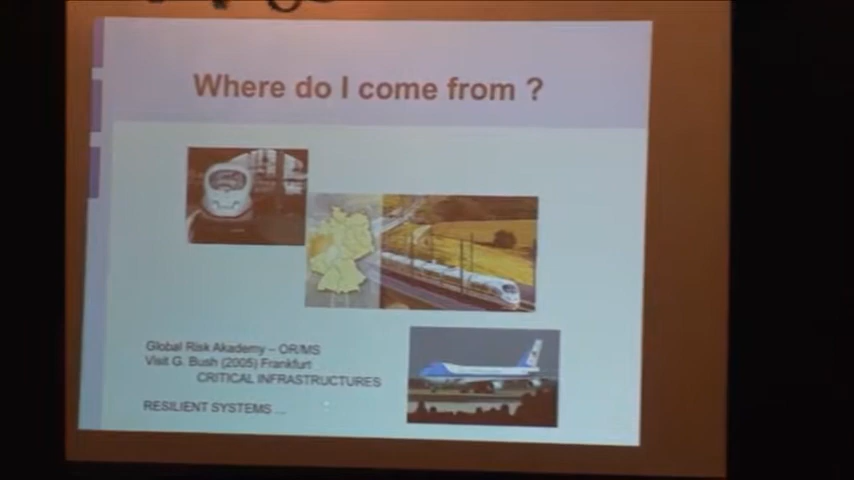 Where do I come from ?
Global Risk Akademy – OR/MS
Visit G. Bush (2005) Frankfurt
CRITICAL INFRASTRUCTURES
RESILIENT SYSTEMS ...